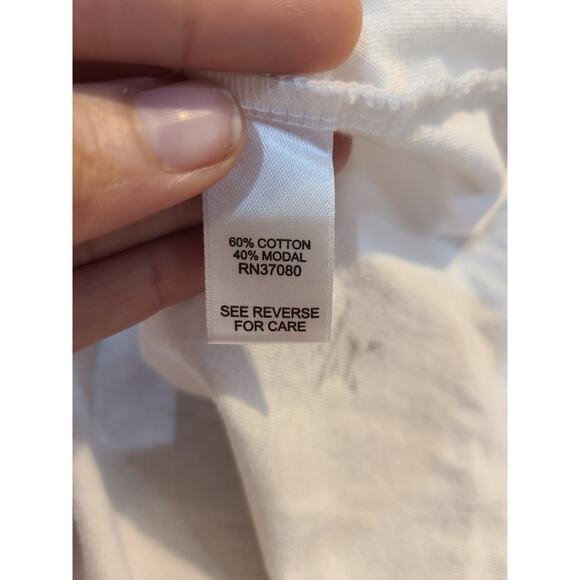 60% COTTON
40% MODAL
RN37080
SEE REVERSE
FOR CARE